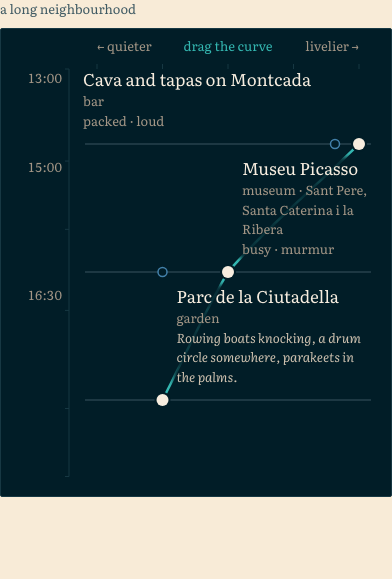 a long neighbourhood
← quieter
drag the curve
livelier →
13:00
Cava and tapas on Montcada
bar
packed · loud
15:00
Museu Picasso
museum · Sant Pere,
Santa Caterina i la
Ribera
busy · murmur
16:30
Parc de la Ciutadella
garden
Rowing boats knocking, a drum
circle somewhere, parakeets in
the palms.